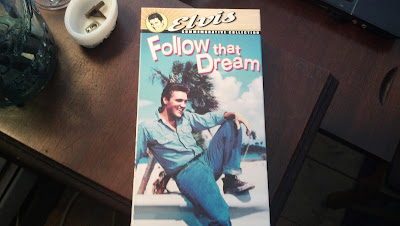 Elvis
COMMEMORATIVE COLLECTION
Follow that
Dream